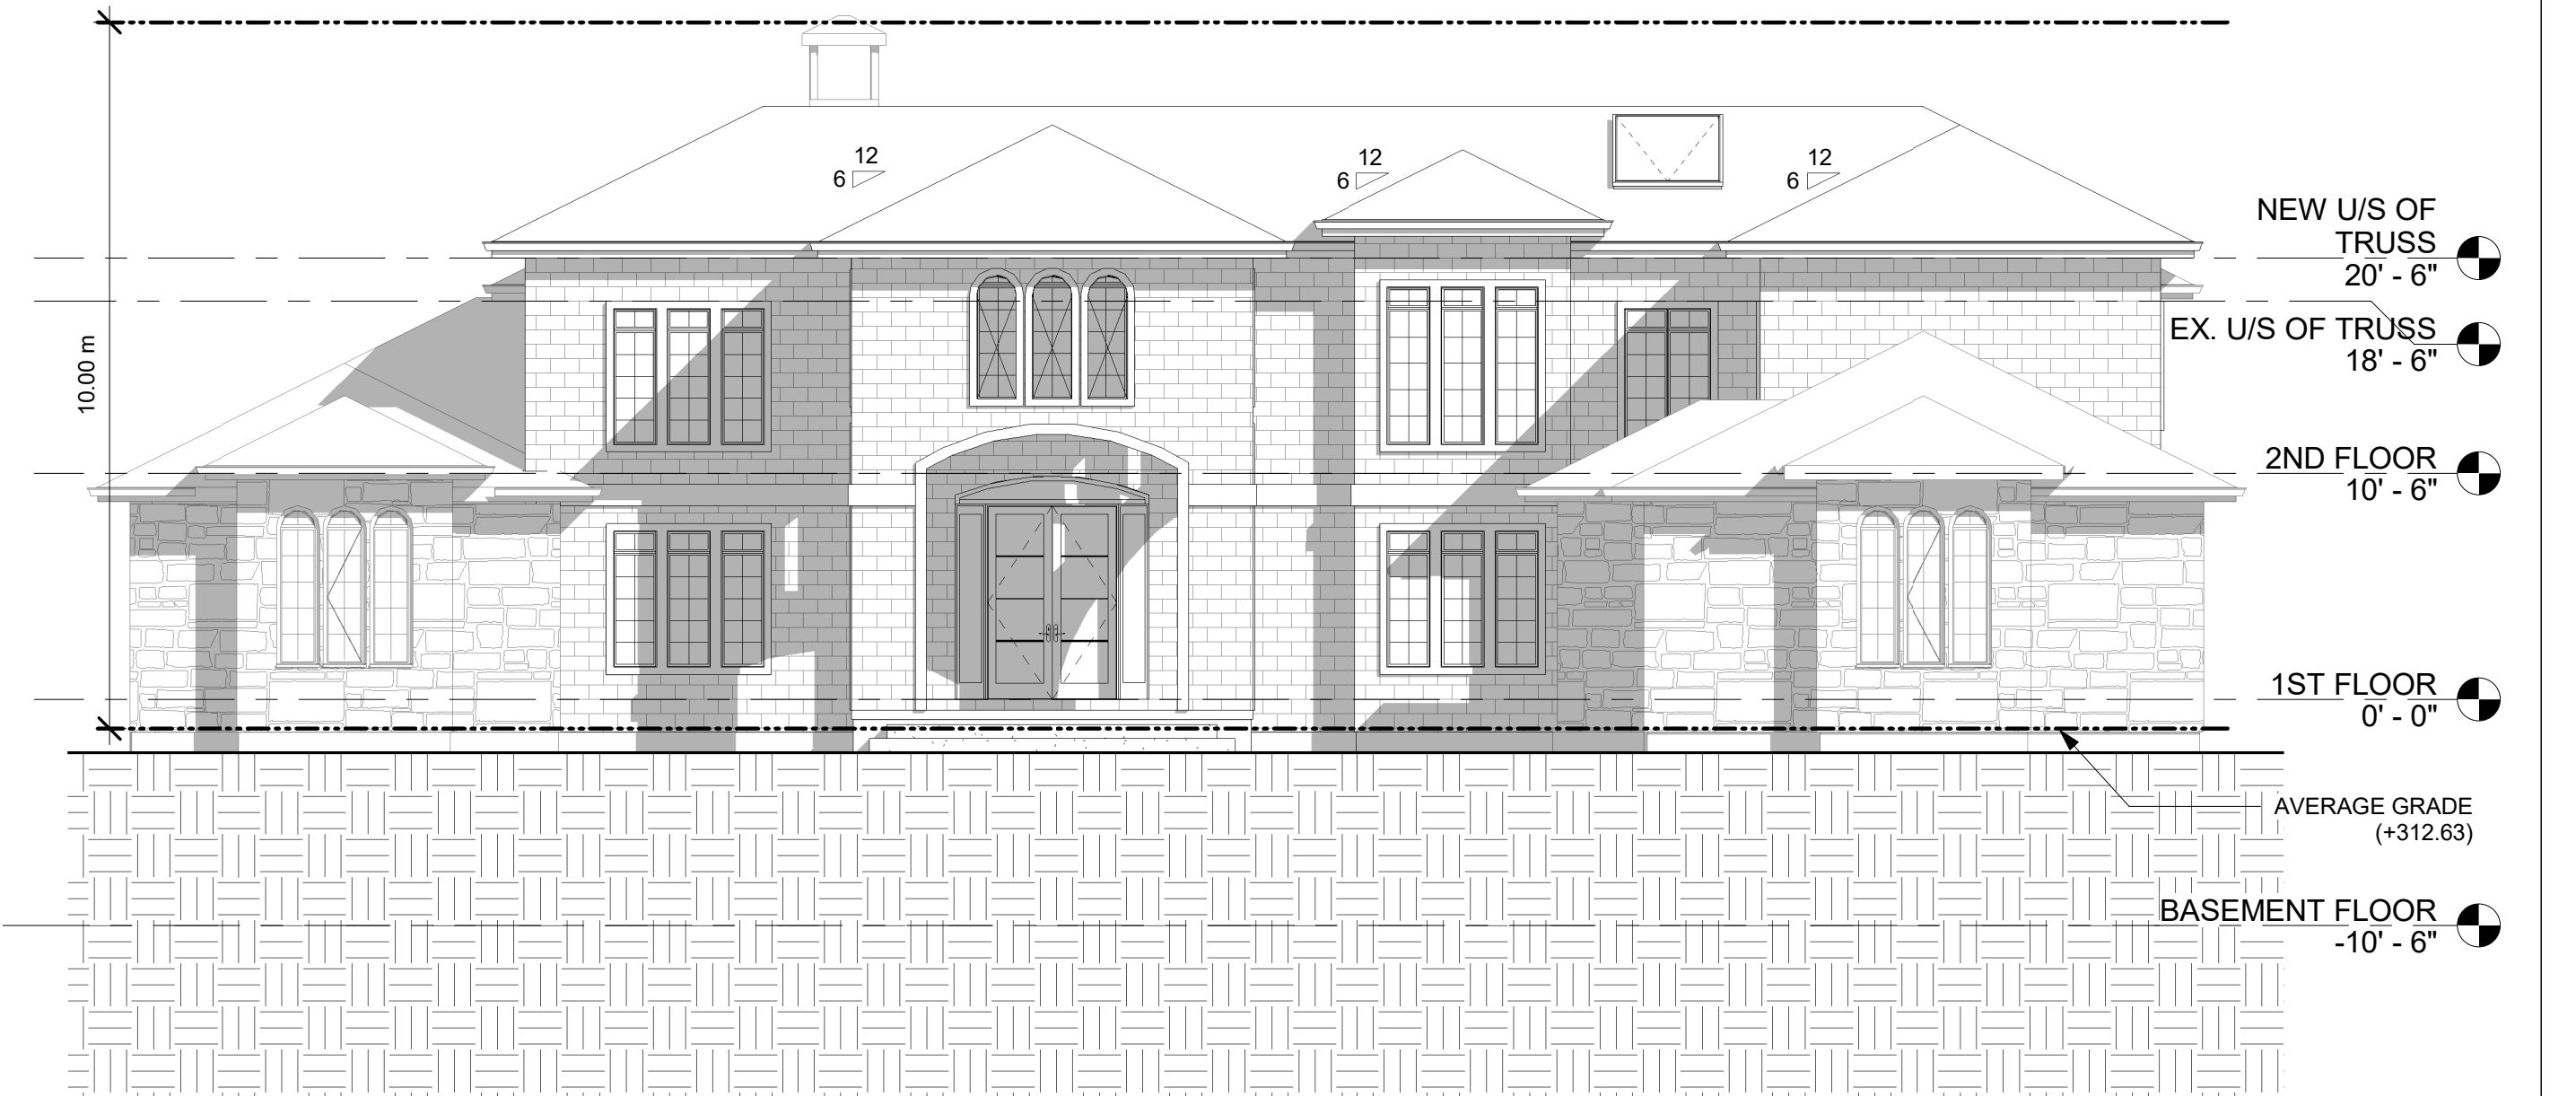 12
6
12
6
12
6
NEW U/S OF
TRUSS
20' - 6"
EX. U/S OF TRUSS
18' - 6"
10.00 m
2ND FLOOR
10' - 6"
1ST FLOOR
0' - 0"
AVERAGE GRADE
(+312.63)
BASEMENT FLOOR
-10' - 6"